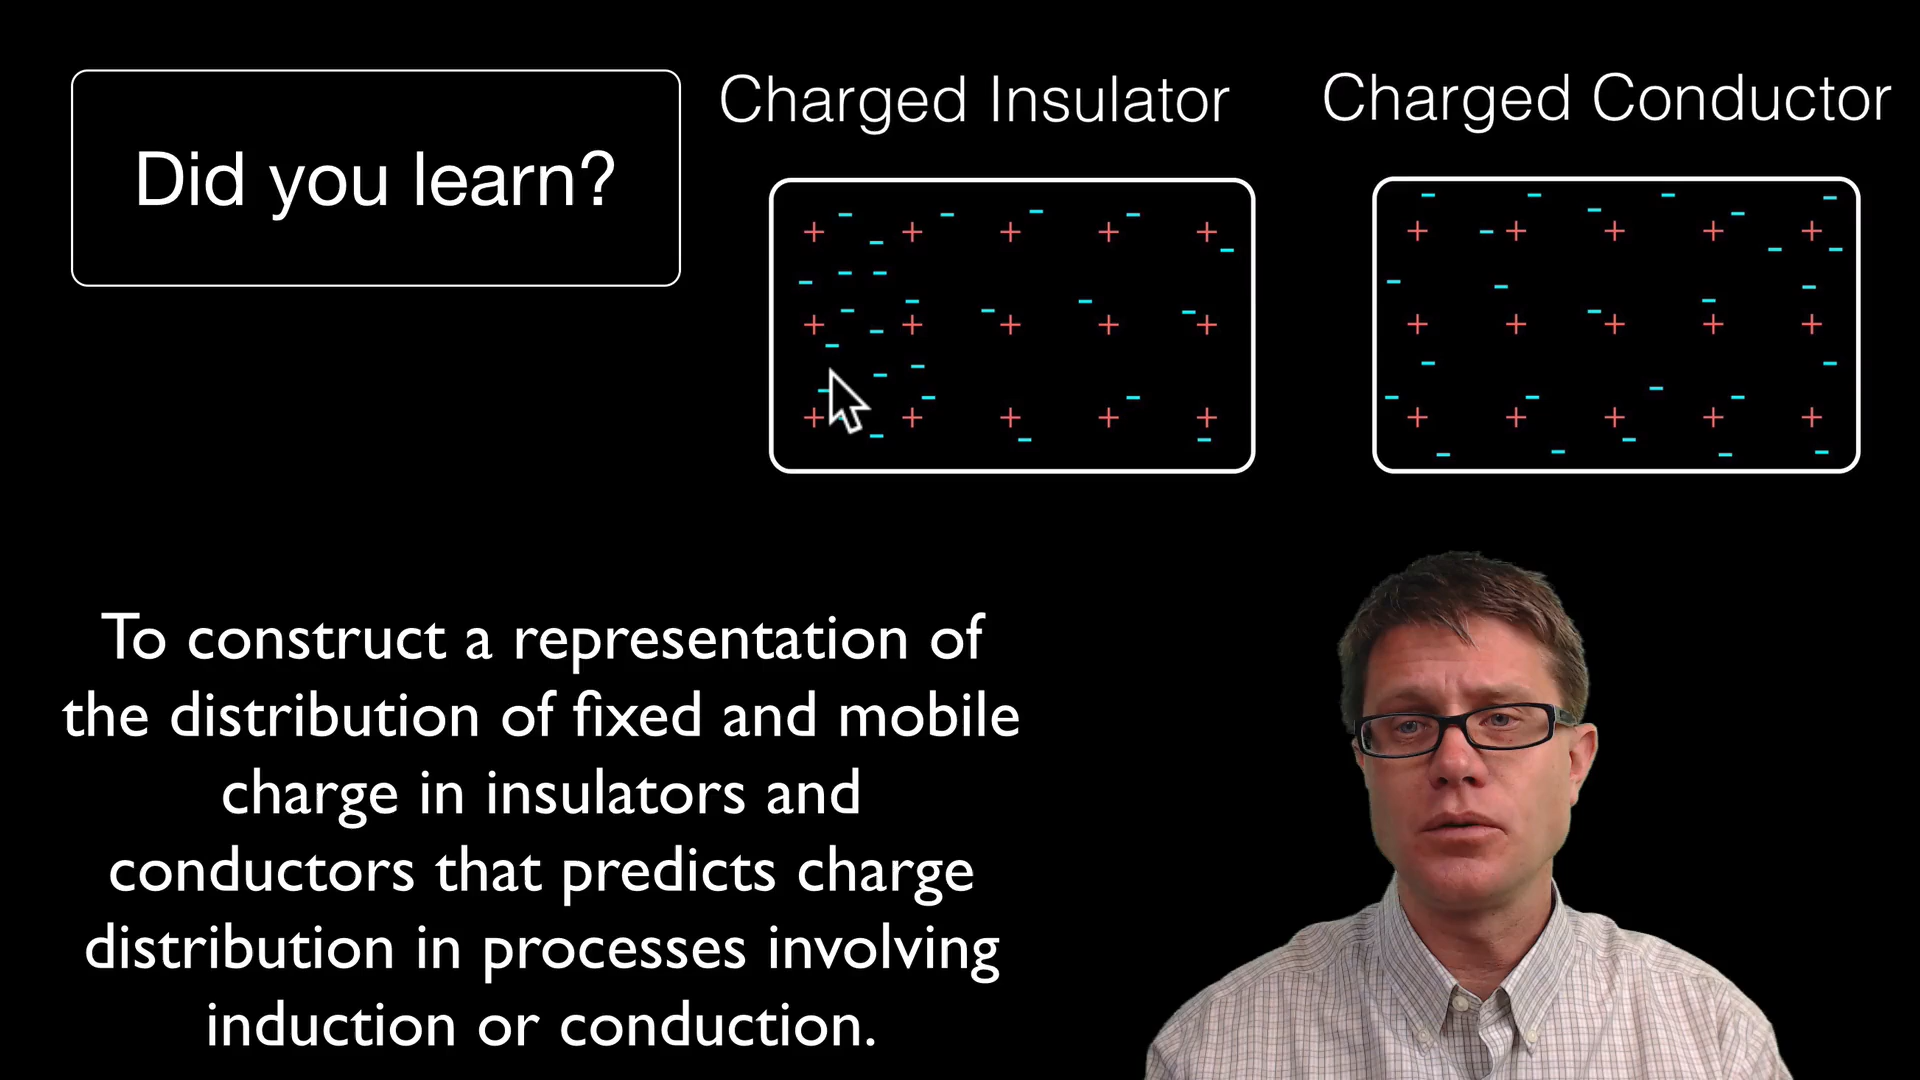 Did you learn?
Charged Insulator
Charged Conductor
To construct a representation of
the distribution of fixed and mobile
charge in insulators and
conductors that predicts charge
distribution in processes involving
induction or conduction.